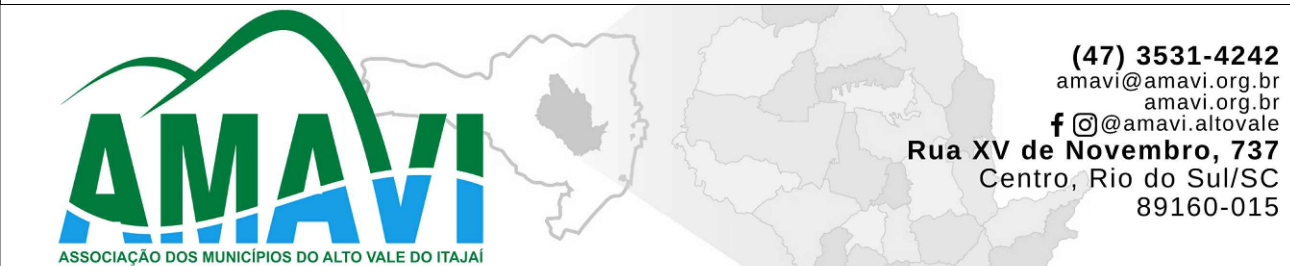 AMAVI
ASSOCIAÇÃO DOS MUNICÍPIOS DO ALTO VALE DO ITAJAÍ
(47) 3531-4242
amavi@amavi.org.br
amavi.org.br
@amavi.altovale
Rua XV de Novembro, 737
Centro, Rio do Sul/SC
89160-015